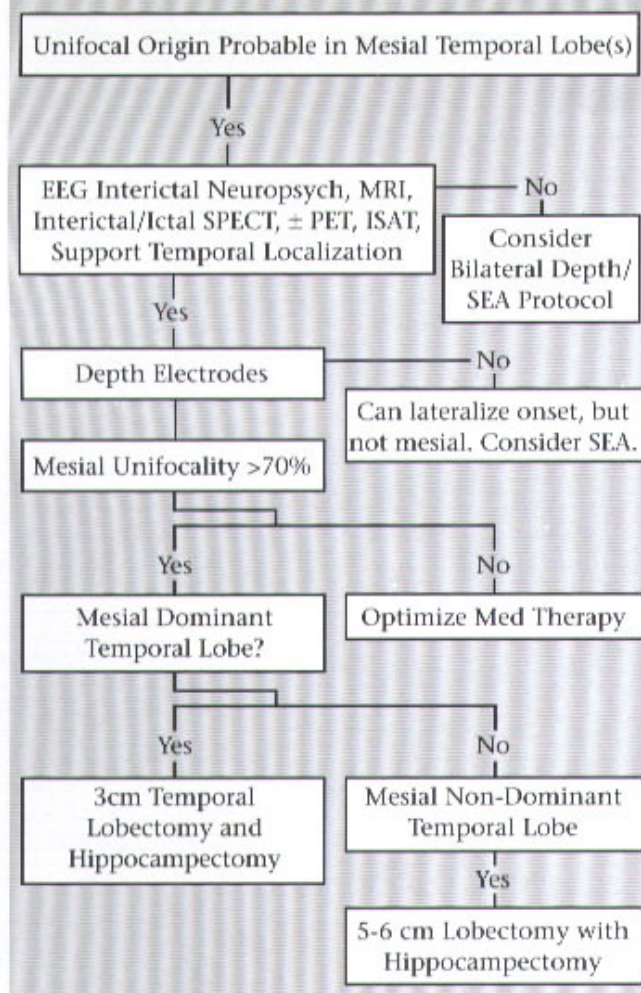 Unifocal Origin Probable in Mesial Temporal Lobe(s)
Yes
EEG Interictal Neuropsych, MRI,
Interictal/Ictal SPECT, ± PET, ISAT,
Support Temporal Localization
No
Consider
Bilateral Depth/
SEA Protocol
Yes
Depth Electrodes
No
Can lateralize onset, but
not mesial. Consider SEA.
Mesial Unifocality >70%
Yes
No
Mesial Dominant
Temporal Lobe?
Optimize Med Therapy
Yes
No
3cm Temporal
Lobectomy and
Hippocampectomy
Mesial Non-Dominant
Temporal Lobe
Yes
5-6 cm Lobectomy with
Hippocampectomy